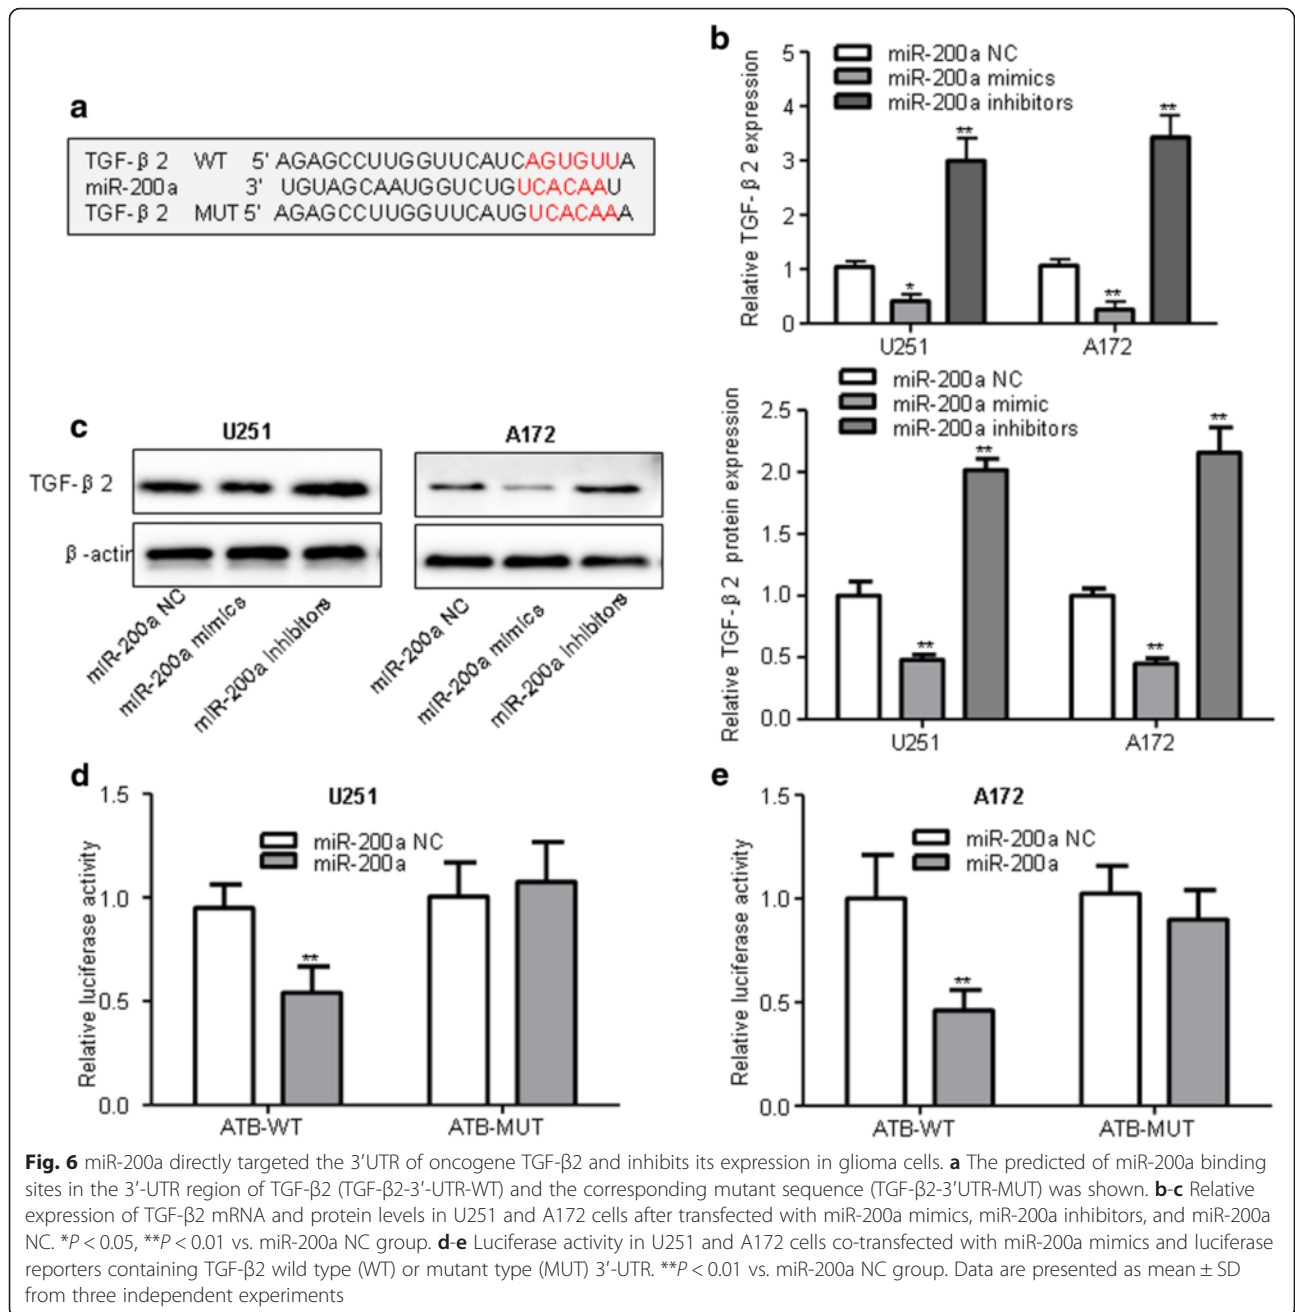 a
TGF-β2 WT 5' AGAGCCUUGGUUCAUCAGUGUUA
miR-200a 3' UGUAGCAAUGGUCUGUCACAAU
TGF-β2 MUT 5' AGAGCCUUGGUUCAUGUCACAAA
b
miR-200a NC
miR-200a mimics
miR-200a inhibitors
Relative TGF-β2 expression
5
4
3
2
1
0
*
**
**
**
U251
A172
c
U251
A172
TGF-β2
β-actir
miR-200a NC
miR-200a mimics
miR-200a inhibitors
miR-200a NC
miR-200a mimics
miR-200a inhibitors
miR-200a NC
miR-200a mimic
miR-200a inhibitors
Relative TGF-β2 protein expression
2.5
2.0
1.5
1.0
0.5
0.0
**
**
**
**
U251
A172
d
U251
miR-200a NC
miR-200a
Relative luciferase activity
1.5
1.0
0.5
0.0
**
ATB-WT
ATB-MUT
e
A172
miR-200a NC
miR-200a
Relative luciferase activity
1.5
1.0
0.5
0.0
**
ATB-WT
ATB-MUT
Fig. 6 miR-200a directly targeted the 3′UTR of oncogene TGF-β2 and inhibits its expression in glioma cells. a The predicted of miR-200a binding
sites in the 3′-UTR region of TGF-β2 (TGF-β2-3′-UTR-WT) and the corresponding mutant sequence (TGF-β2-3′UTR-MUT) was shown. b-c Relative
expression of TGF-β2 mRNA and protein levels in U251 and A172 cells after transfected with miR-200a mimics, miR-200a inhibitors, and miR-200a
NC. *P < 0.05, **P < 0.01 vs. miR-200a NC group. d-e Luciferase activity in U251 and A172 cells co-transfected with miR-200a mimics and luciferase
reporters containing TGF-β2 wild type (WT) or mutant type (MUT) 3′-UTR. **P < 0.01 vs. miR-200a NC group. Data are presented as mean ± SD
from three independent experiments